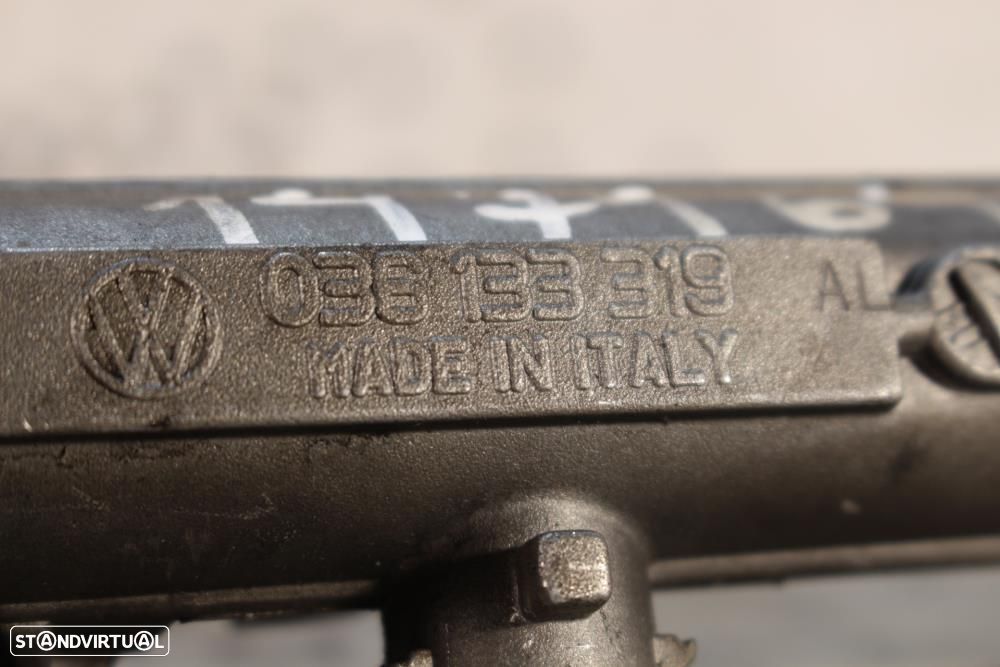 036 133 319 AL
MADE IN ITALY
STANDVIRTUAL